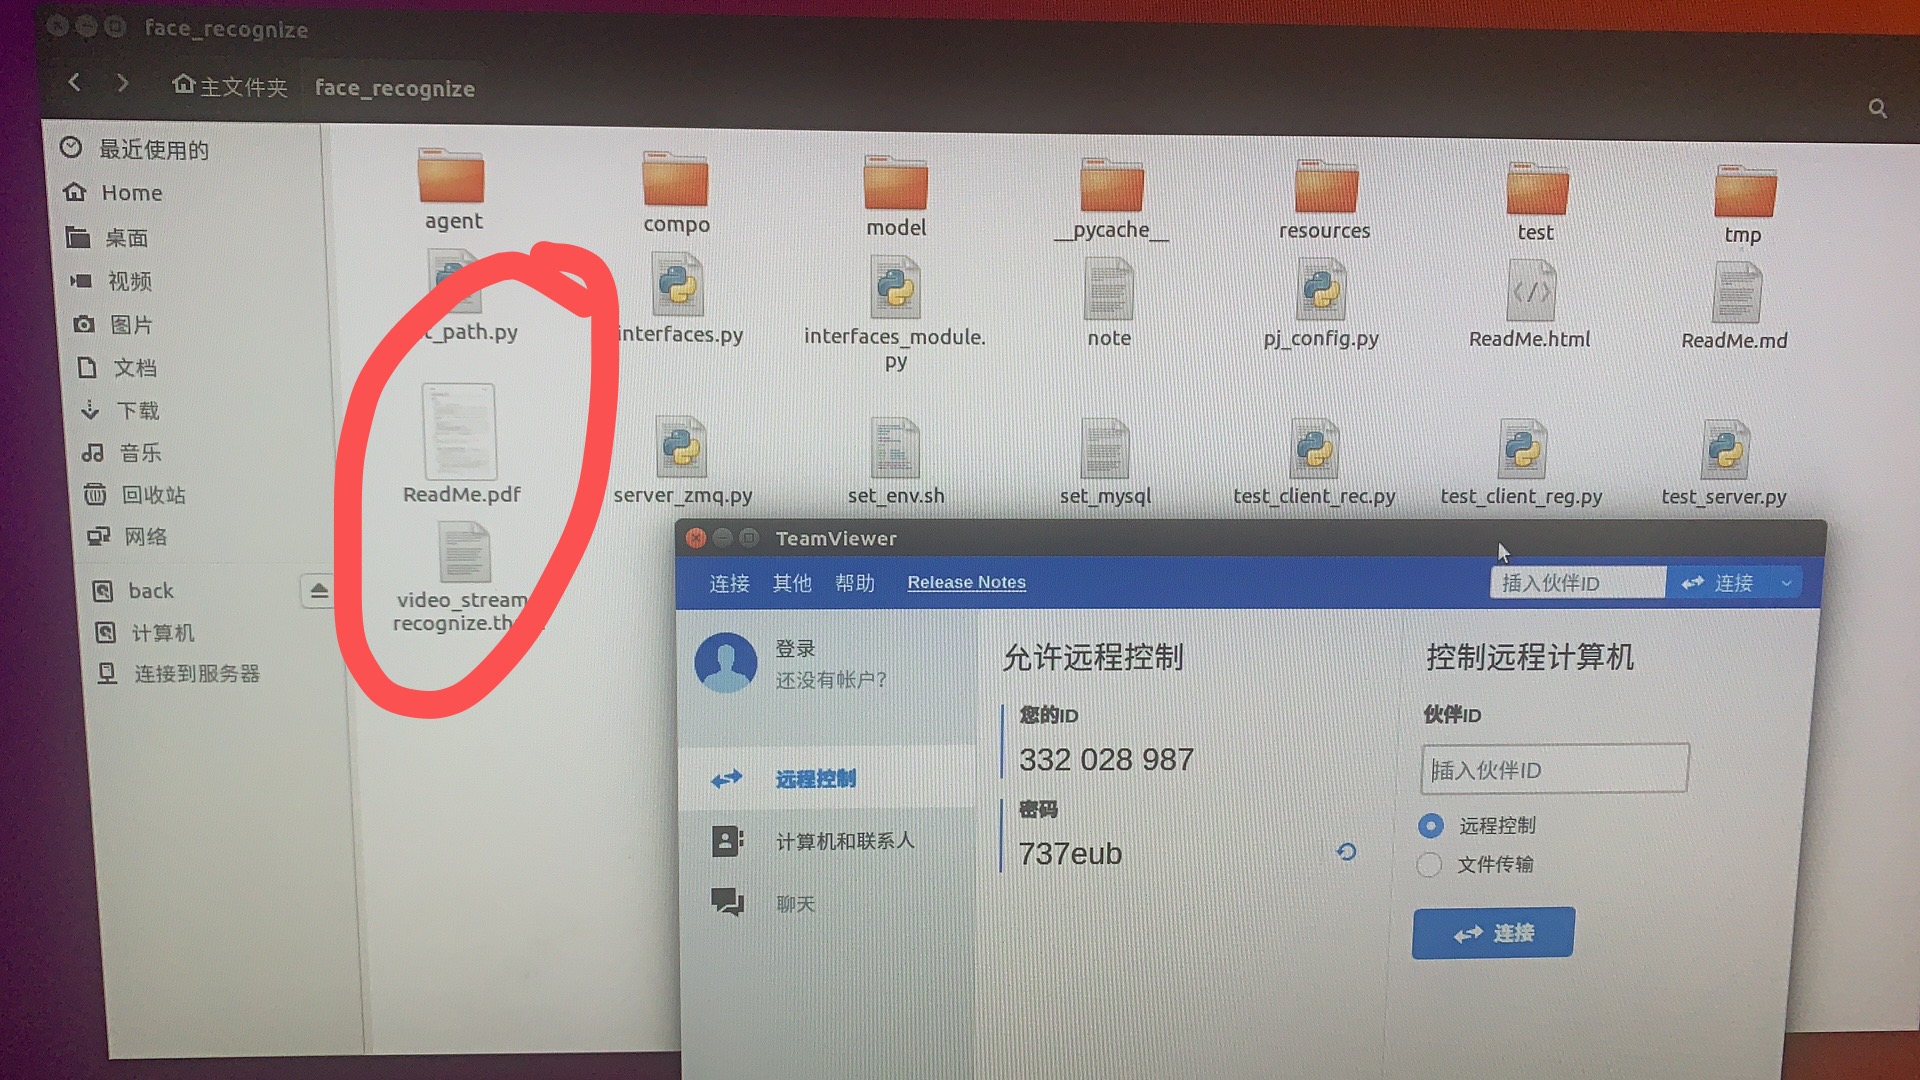 face_recognize
主文件夹 face_recognize
最近使用的
Home
桌面
视频
图片
文档
下载
音乐
回收站
网络
back
计算机
连接到服务器
agent
compo
model
__pycache__
resources
test
tmp
t_path.py
interfaces.py
interfaces_module.
py
note
pj_config.py
ReadMe.html
ReadMe.md
ReadMe.pdf
server_zmq.py
set_env.sh
set_mysql
test_client_rec.py
test_client_reg.py
test_server.py
video_stream
recognize.th
TeamViewer
连接 其他 帮助 Release Notes
插入伙伴ID 连接
登录
还没有帐户?
远程控制
计算机和联系人
聊天
允许远程控制
您的ID
332 028 987
密码
737eub
控制远程计算机
伙伴ID
插入伙伴ID
远程控制
文件传输
连接